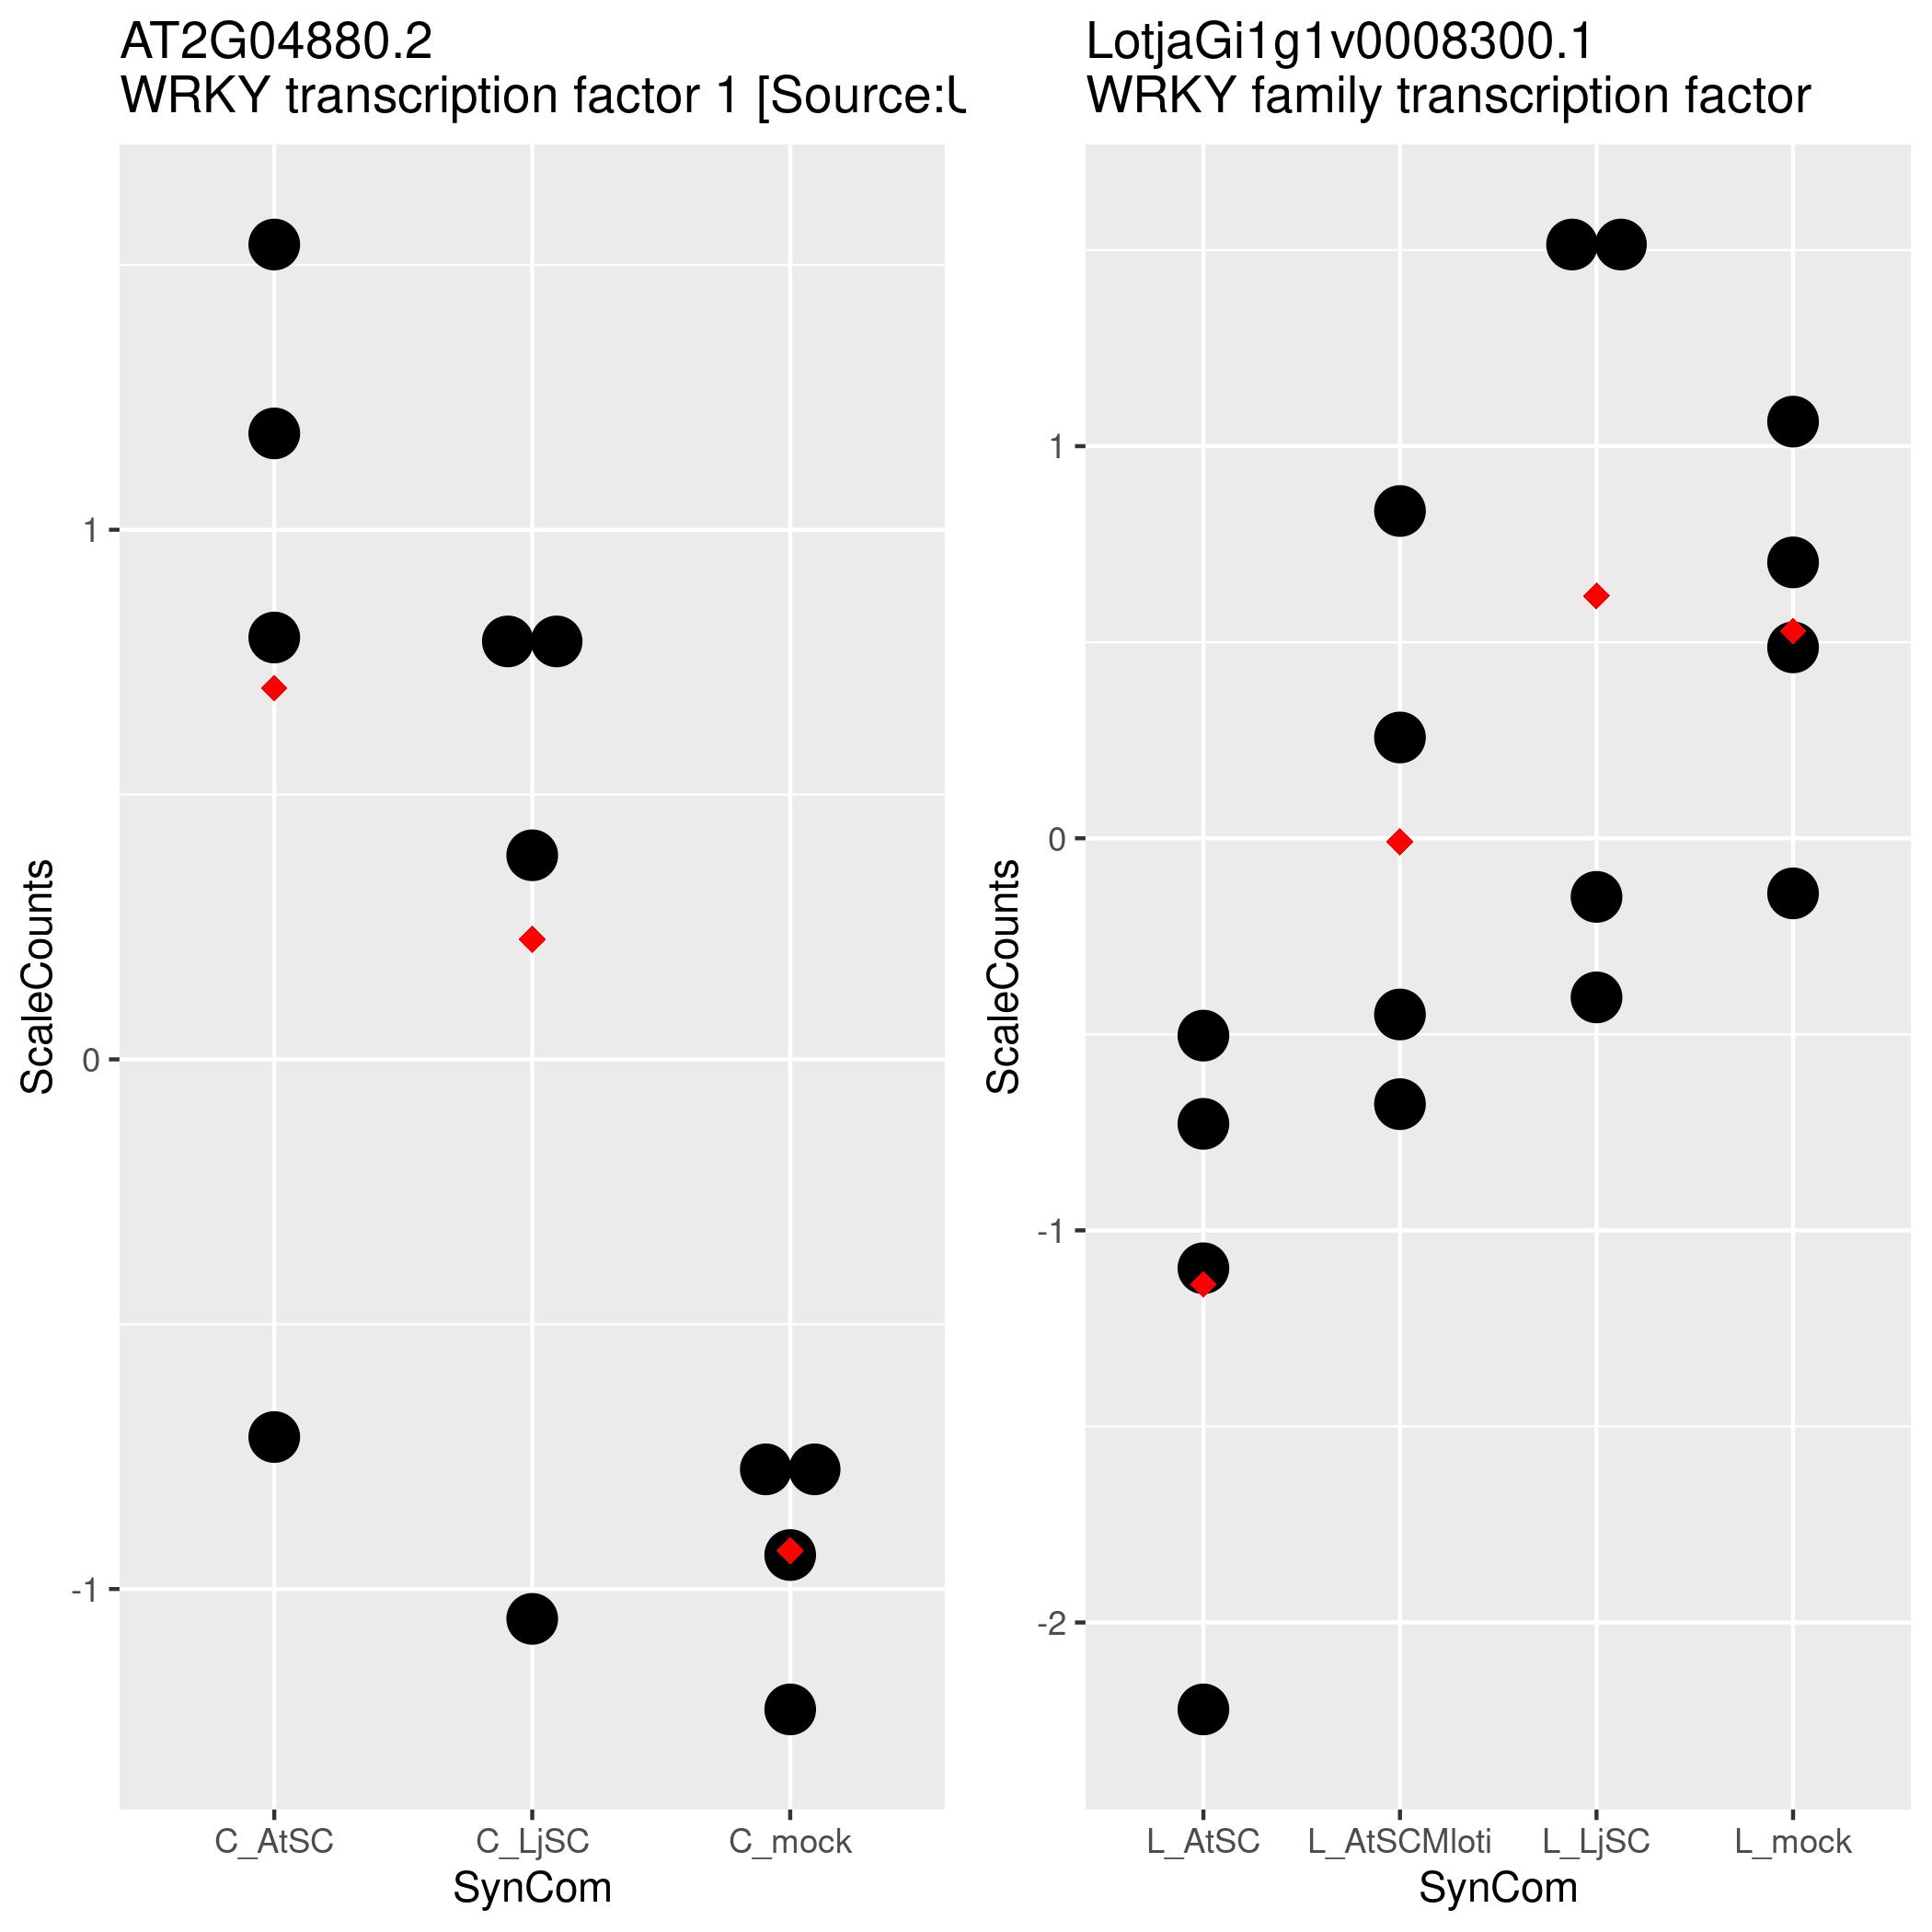 AT2G04880.2
WRKY transcription factor 1 [Source:
ScaleCounts
1
0
-1
C_AtSC
C_LjSC
C_mock
SynCom
LotjaGi1g1v0008300.1
WRKY family transcription factor
ScaleCounts
1
0
-1
-2
L_AtSC
L_AtSCMloti
L_LjSC
L_mock
SynCom